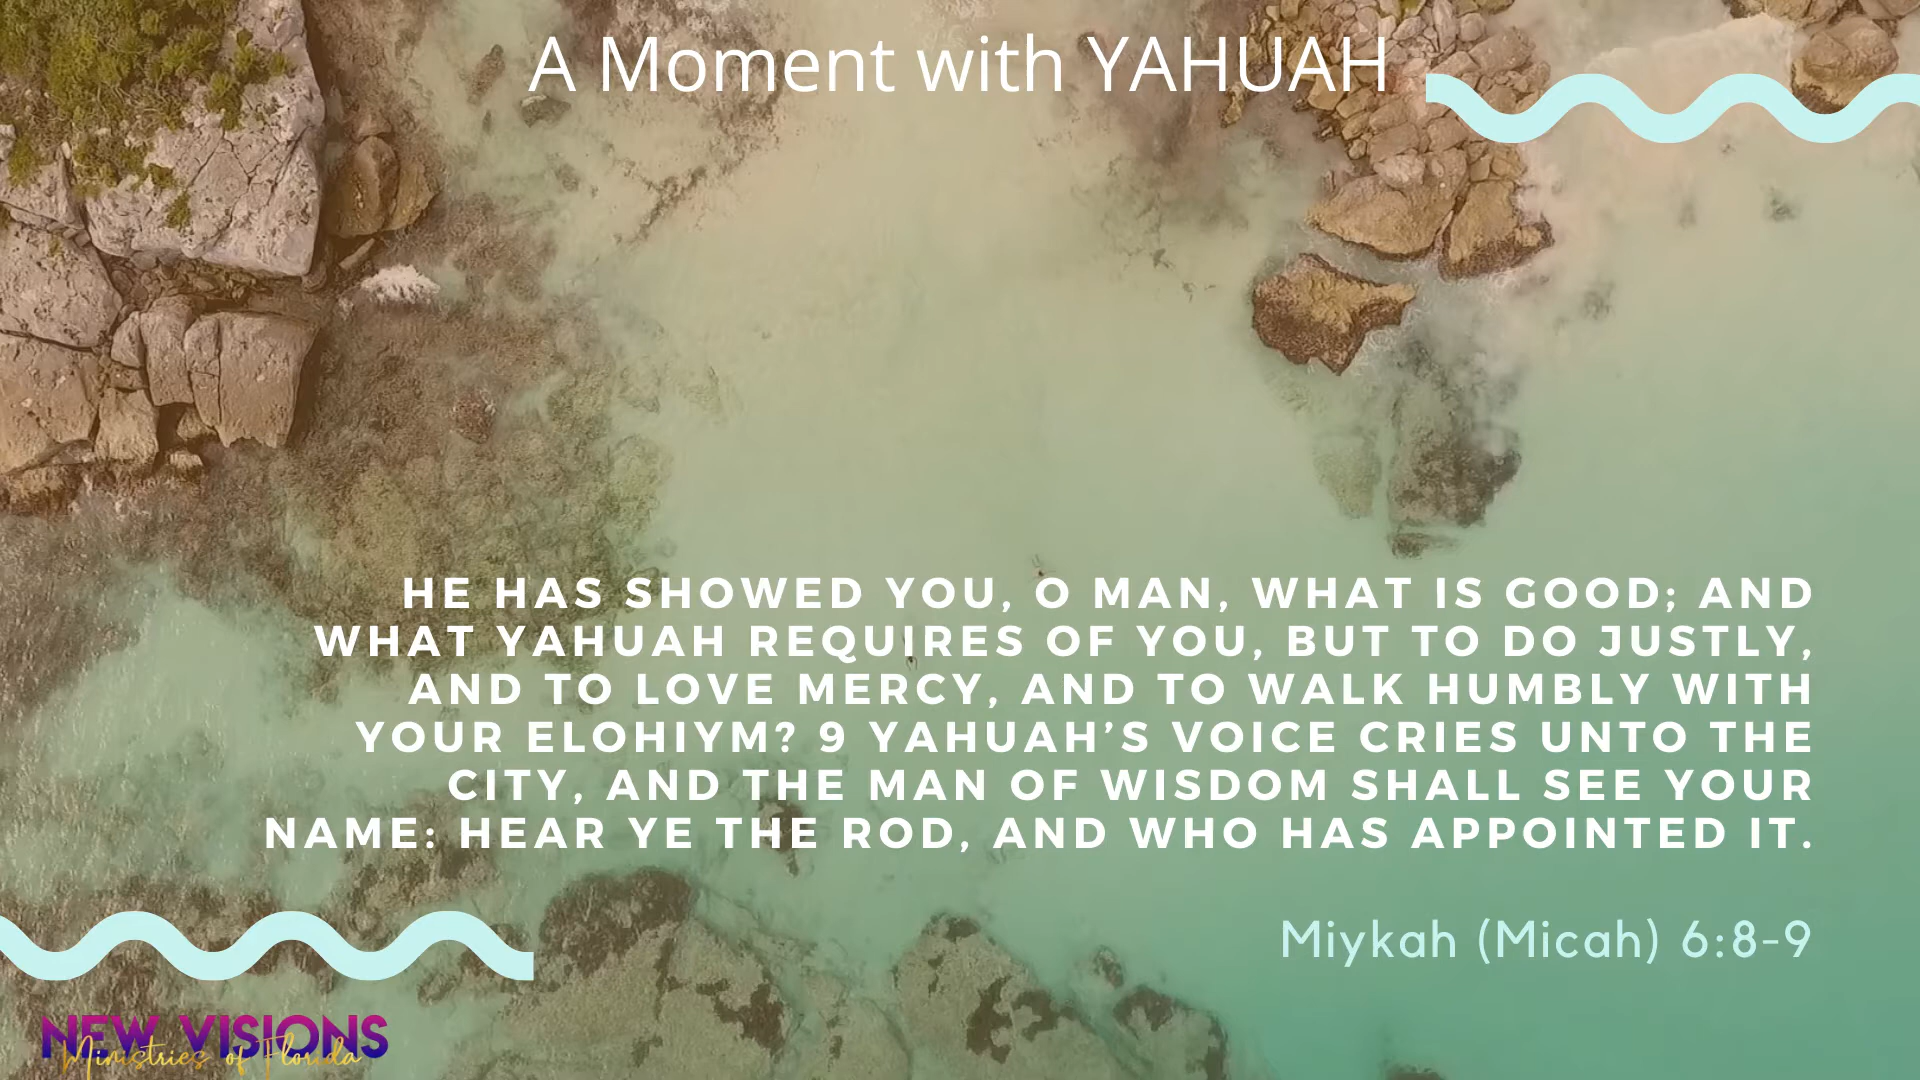 A Moment with YAHUAH
HE HAS SHOWED YOU, O MAN, WHAT IS GOOD; AND
WHAT YAHUAH REQUIRES OF YOU, BUT TO DO JUSTLY,
AND TO LOVE MERCY, AND TO WALK HUMBLY WITH
YOUR ELOHIYM? 9 YAHUAH’S VOICE CRIES UNTO THE
CITY, AND THE MAN OF WISDOM SHALL SEE YOUR
NAME: HEAR YE THE ROD, AND WHO HAS APPOINTED IT.
Miykah (Micah) 6:8-9
NEW VISIONS
Ministries of Florida